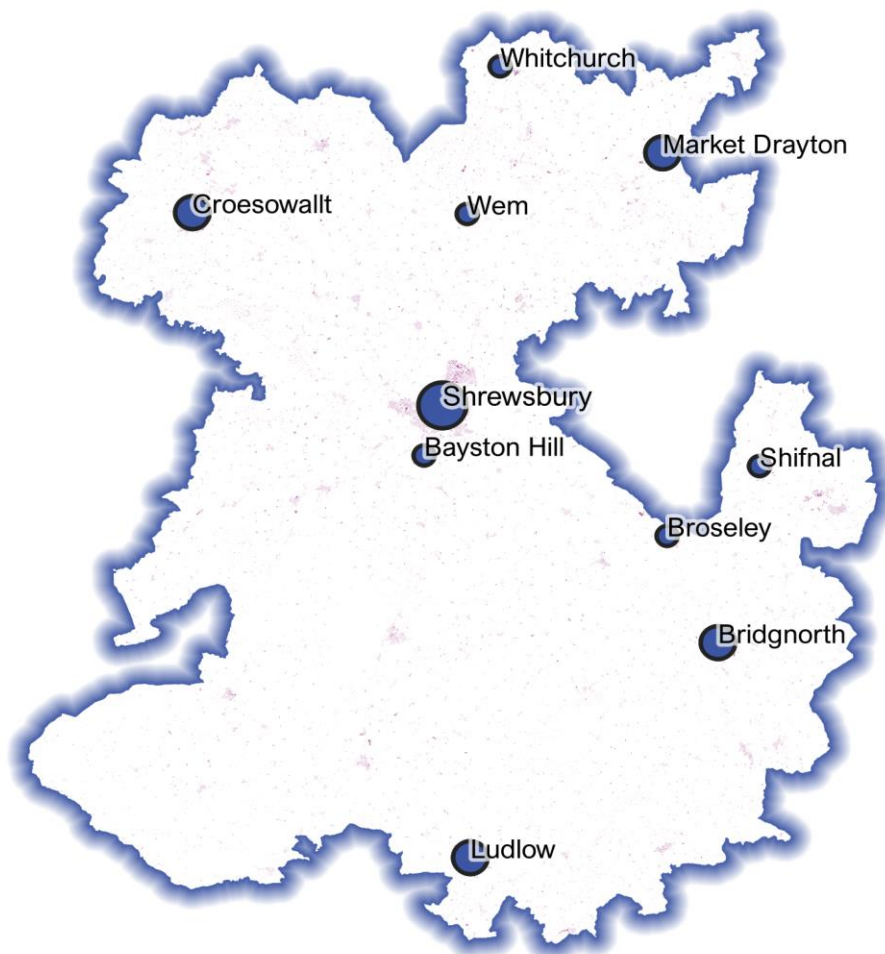 Whitchurch
Market Drayton
Croesowallt
Wem
Shrewsbury
Bayston Hill
Shifnal
Broseley
Bridgnorth
Ludlow